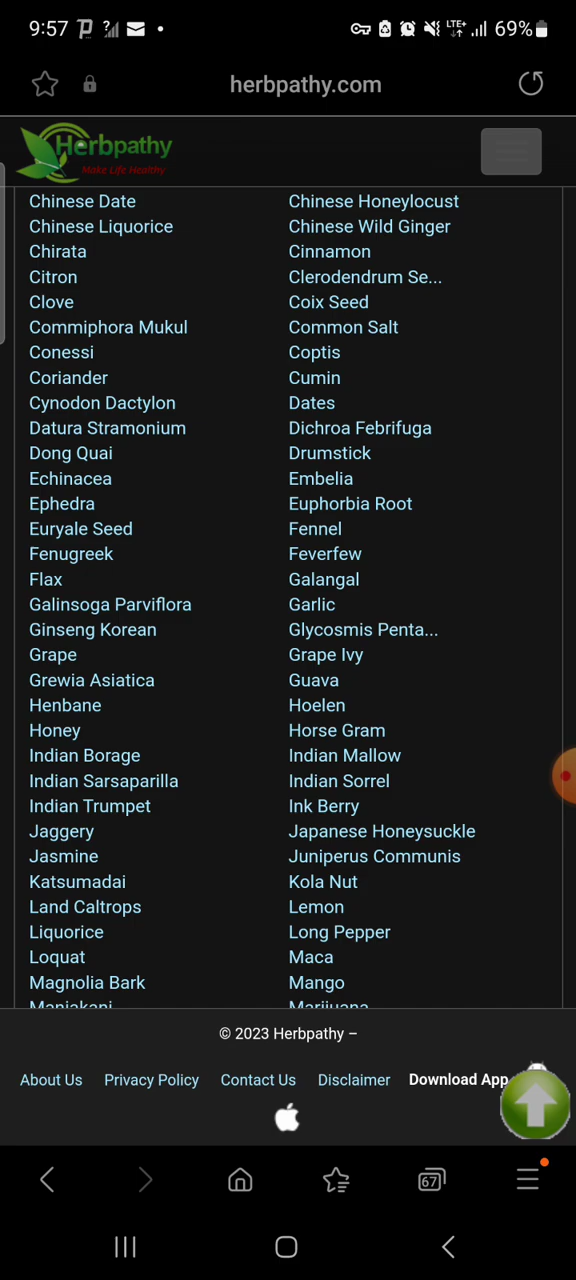 9:57
LTE+
69%
herbpathy.com
Herbpathy
Make Life Healthy
Chinese Date Chinese Honeylocust
Chinese Liquorice Chinese Wild Ginger
Chirata Cinnamon
Citron Clerodendrum Se...
Clove Coix Seed
Commiphora Mukul Common Salt
Conessi Coptis
Coriander Cumin
Cynodon Dactylon Dates
Datura Stramonium Dichroa Febrifuga
Dong Quai Drumstick
Echinacea Embelia
Ephedra Euphorbia Root
Euryale Seed Fennel
Fenugreek Feverfew
Flax Galangal
Galinsoga Parviflora Garlic
Ginseng Korean Glycosmis Penta...
Grape Grape Ivy
Grewia Asiatica Guava
Henbane Hoelen
Honey Horse Gram
Indian Borage Indian Mallow
Indian Sarsaparilla Indian Sorrel
Indian Trumpet Ink Berry
Jaggery Japanese Honeysuckle
Jasmine Juniperus Communis
Katsumadai Kola Nut
Land Caltrops Lemon
Liquorice Long Pepper
Loquat Maca
Magnolia Bark Mango
Manjakani Marijuana
© 2023 Herbpathy –
About Us Privacy Policy Contact Us Disclaimer Download App
67